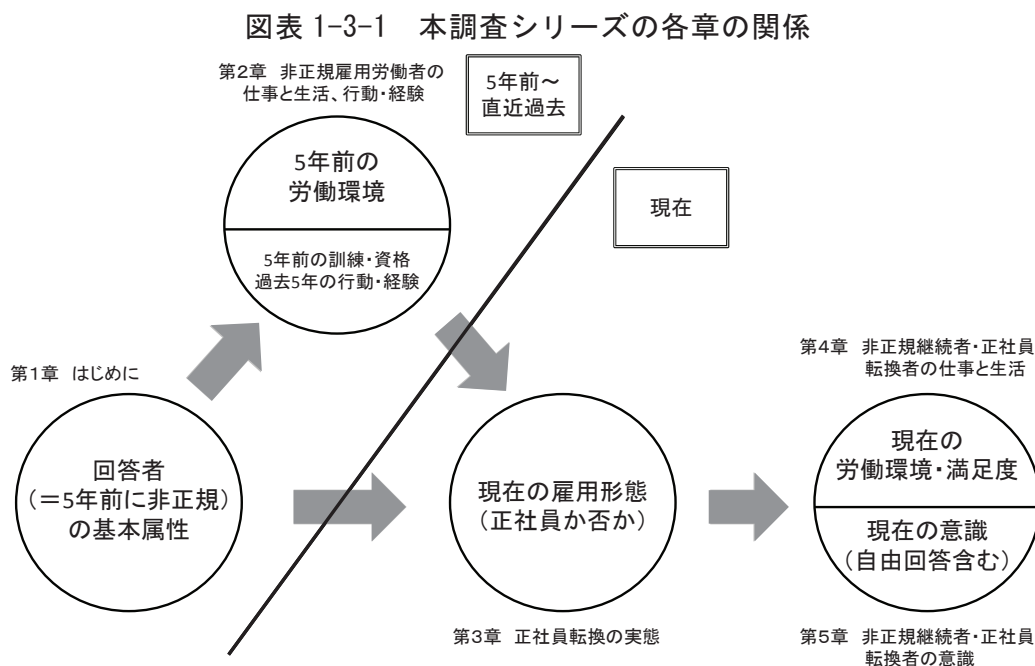 図表 1-3-1　本調査シリーズの各章の関係
第2章　非正規雇用労働者の
仕事と生活、行動・経験
5年前～
直近過去
5年前の
労働環境
5年前の訓練・資格
過去5年の行動・経験
現在
第1章　はじめに
回答者
（＝5年前に非正規）
の基本属性
現在の雇用形態
（正社員か否か）
第3章　正社員転換の実態
第4章　非正規継続者・正社員
転換者の仕事と生活
現在の
労働環境・満足度
現在の意識
（自由回答含む）
第5章　非正規継続者・正社員
転換者の意識